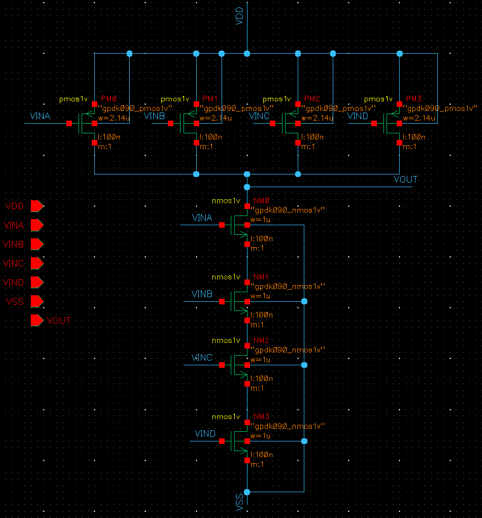 VDD
pmos1v PM0 pmos1v PM1 pmos1v PM2 pmos1v PM3
"gpdk090_pmos1v" "gpdk090_pmos1v" "gpdk090_pmos1v" "gpdk090_pmos1v"
VINA w=2.14u VINB w=2.14u VINC w=2.14u VIND w=2.14u
l:100n l:100n l:100n l:100n
m:1 m:1 m:1 m:1
VOUT
nmos1v NM0
"gpdk090_nmos1v"
VINA w=1u
l:100n
m:1
nmos1v NM1
"gpdk090_nmos1v"
VINB w=1u
l:100n
m:1
nmos1v NM2
"gpdk090_nmos1v"
VINC w=1u
l:100n
m:1
nmos1v NM3
"gpdk090_nmos1v"
VIND w=1u
l:100n
m:1
VSS
VDD
VINA
VINB
VINC
VIND
VSS
VOUT